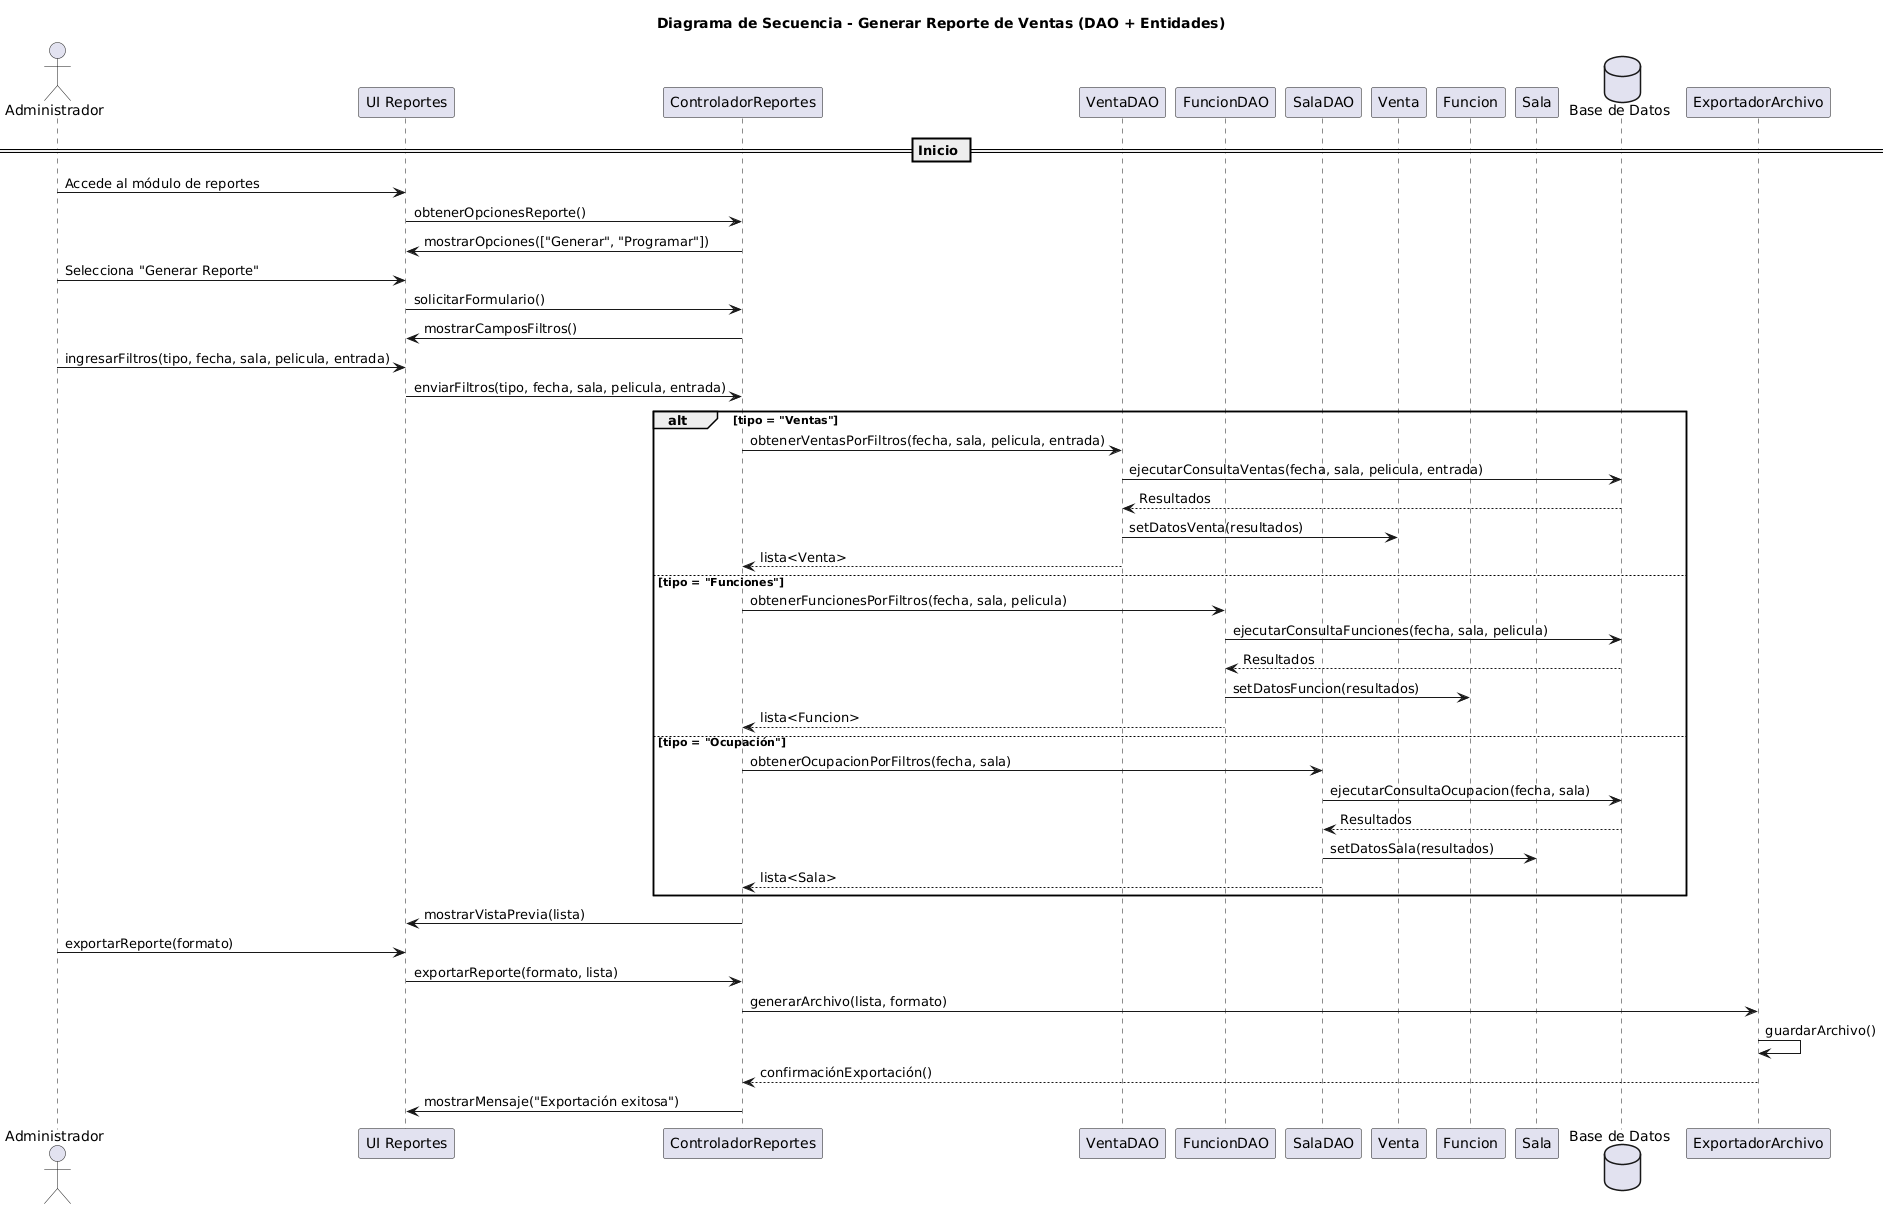 Diagrama de Secuencia - Generar Reporte de Ventas (DAO + Entidades)
Administrador
UI Reportes
ControladorReportes
VentaDAO
FuncionDAO
SalaDAO
Venta
Funcion
Sala
Base de Datos
ExportadorArchivo
Inicio
Accede al módulo de reportes
obtenerOpcionesReporte()
mostrarOpciones(["Generar", "Programar"])
Selecciona "Generar Reporte"
solicitarFormulario()
mostrarCamposFiltros()
ingresarFiltros(tipo, fecha, sala, pelicula, entrada)
enviarFiltros(tipo, fecha, sala, pelicula, entrada)
alt
[tipo = "Ventas"]
obtenerVentasPorFiltros(fecha, sala, pelicula, entrada)
ejecutarConsultaVentas(fecha, sala, pelicula, entrada)
Resultados
setDatosVenta(resultados)
lista<Venta>
[tipo = "Funciones"]
obtenerFuncionesPorFiltros(fecha, sala, pelicula)
ejecutarConsultaFunciones(fecha, sala, pelicula)
Resultados
setDatosFuncion(resultados)
lista<Funcion>
[tipo = "Ocupación"]
obtenerOcupacionPorFiltros(fecha, sala)
ejecutarConsultaOcupacion(fecha, sala)
Resultados
setDatosSala(resultados)
lista<Sala>
mostrarVistaPrevia(lista)
exportarReporte(formato)
exportarReporte(formato, lista)
generarArchivo(lista, formato)
guardarArchivo()
confirmaciónExportación()
mostrarMensaje("Exportación exitosa")
Administrador
UI Reportes
ControladorReportes
VentaDAO
FuncionDAO
SalaDAO
Venta
Funcion
Sala
Base de Datos
ExportadorArchivo